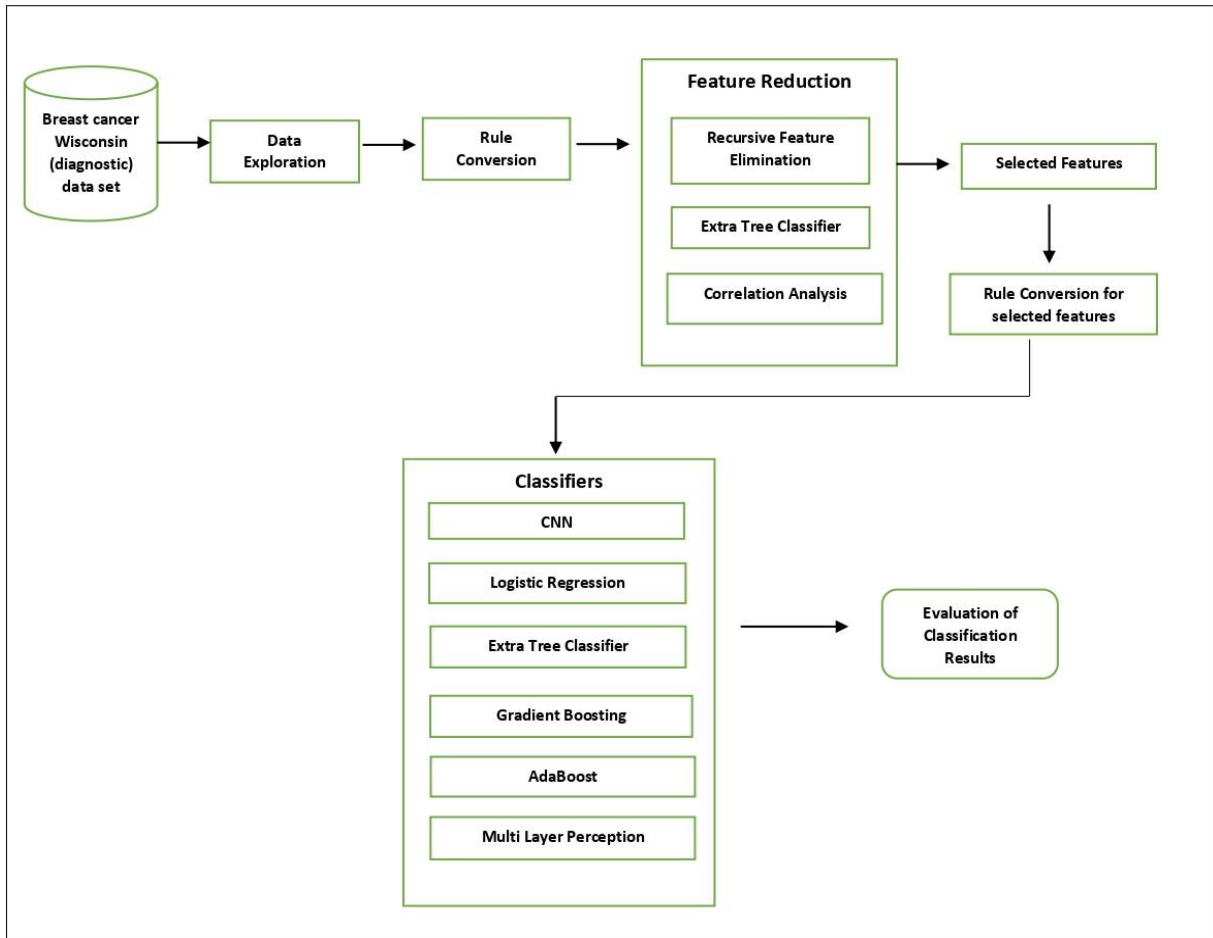 Breast cancer
Wisconsin
(diagnostic)
data set
Data
Exploration
Rule
Conversion
Feature Reduction
Recursive Feature
Elimination
Extra Tree Classifier
Correlation Analysis
Selected Features
Rule Conversion for
selected features
Classifiers
CNN
Logistic Regression
Extra Tree Classifier
Gradient Boosting
AdaBoost
Multi Layer Perception
Evaluation of
Classification
Results